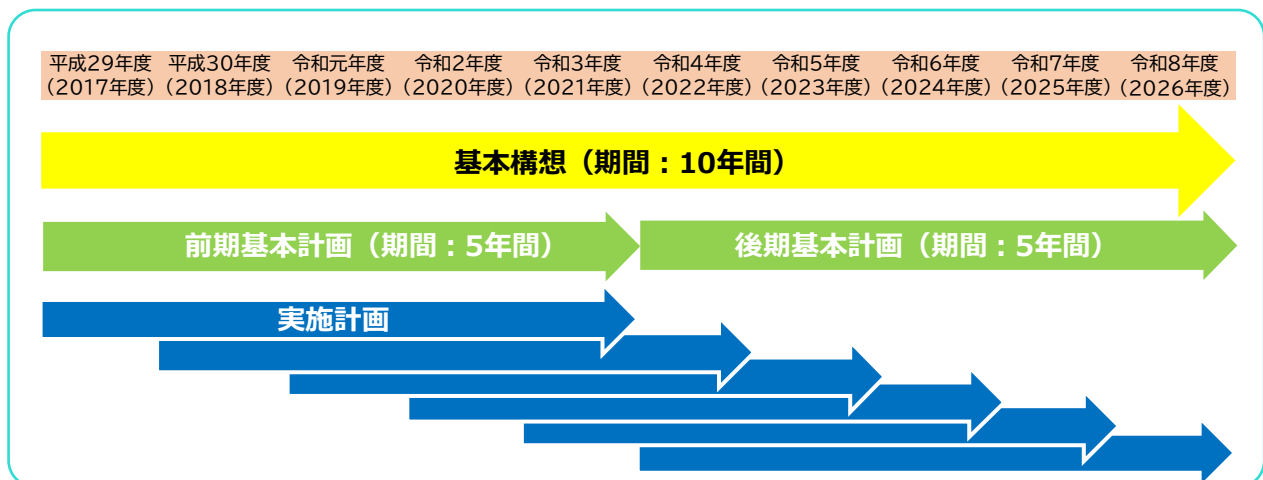 平成29年度 平成30年度 令和元年度 令和2年度 令和3年度 令和4年度 令和5年度 令和6年度 令和7年度 令和8年度
(2017年度) (2018年度) (2019年度) (2020年度) (2021年度) (2022年度) (2023年度) (2024年度) (2025年度) (2026年度)
基本構想（期間：10年間）
前期基本計画（期間：5年間） 後期基本計画（期間：5年間）
実施計画